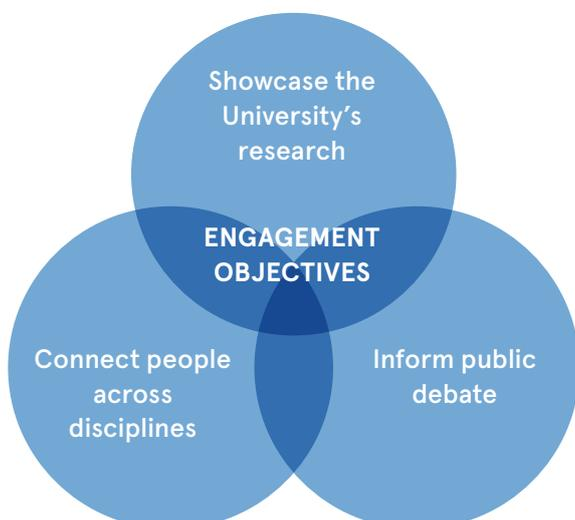 Showcase the
University’s
research
ENGAGEMENT
OBJECTIVES
Connect people
across
disciplines
Inform public
debate